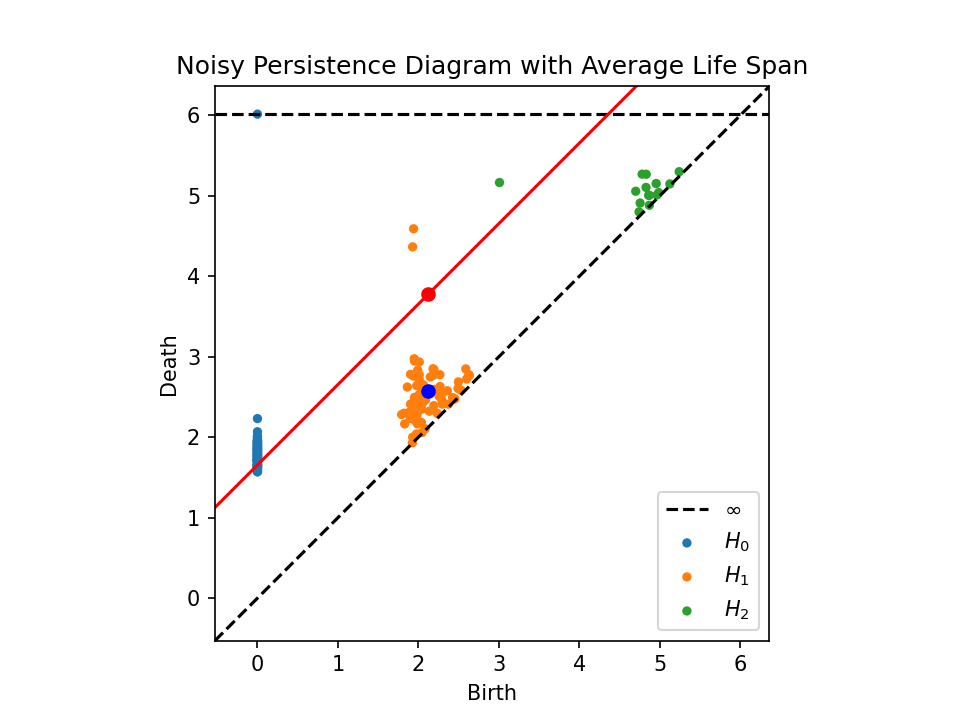 Noisy Persistence Diagram with Average Life Span
Death
6
5
4
3
2
1
0
0 1 2 3 4 5 6
Birth
∞
H₀
H₁
H₂